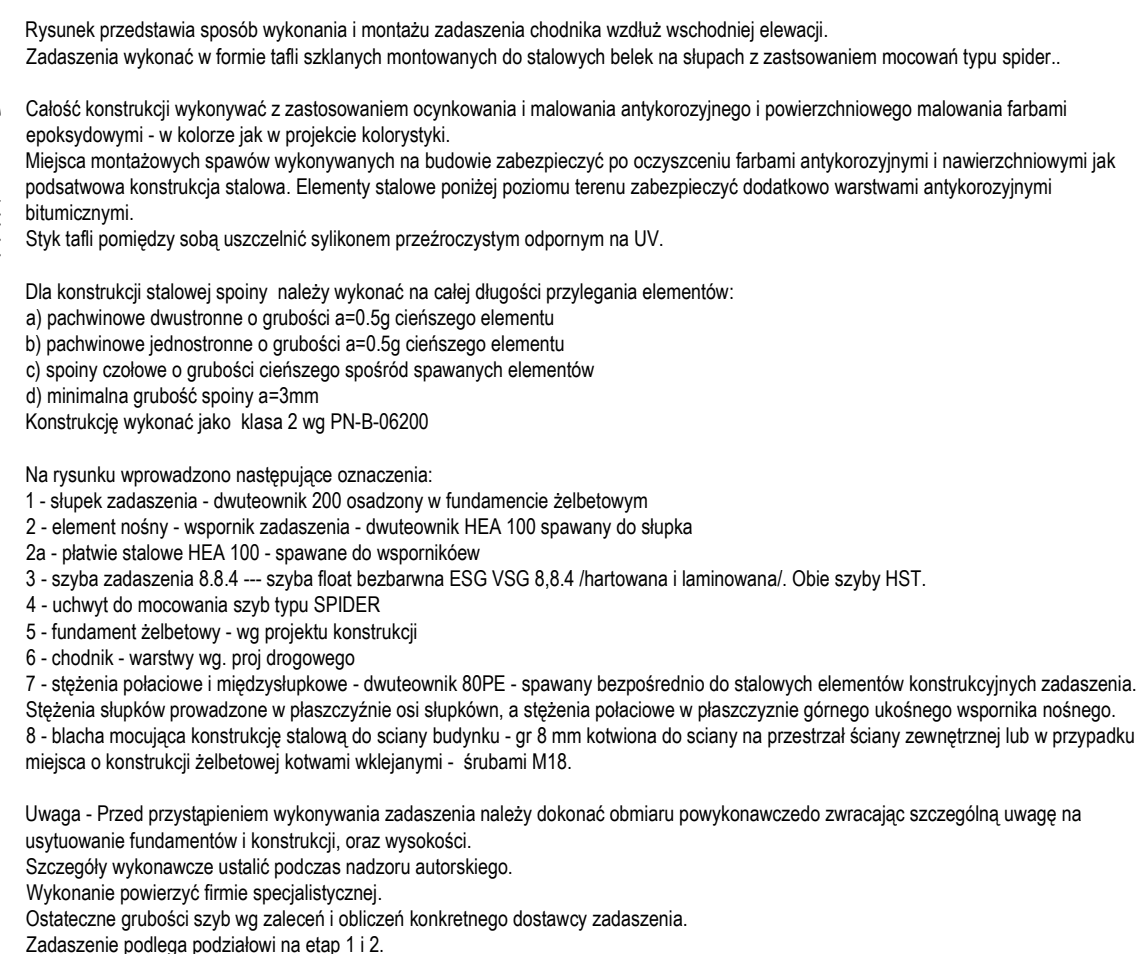 Rysunek przedstawia sposób wykonania i montażu zadaszenia chodnika wzdłuż wschodniej elewacji.
Zadaszenia wykonać w formie tafli szklanych montowanych do stalowych belek na słupach z zastsowaniem mocowań typu spider..
Całość konstrukcji wykonywać z zastosowaniem ocynkowania i malowania antykorozyjnego i powierzchniowego malowania farbami
epoksydowymi - w kolorze jak w projekcie kolorystyki.
Miejsca montażowych spawów wykonywanych na budowie zabezpieczyć po oczyszceniu farbami antykorozyjnymi i nawierzchniowymi jak
podsatwowa konstrukcja stalowa. Elementy stalowe poniżej poziomu terenu zabezpieczyć dodatkowo warstwami antykorozyjnymi
bitumicznymi.
Styk tafli pomiędzy sobą uszczelnić sylikonem przeźroczystym odpornym na UV.
Dla konstrukcji stalowej spoiny należy wykonać na całej długości przylegania elementów:
a) pachwinowe dwustronne o grubości a=0.5g cieńszego elementu
b) pachwinowe jednostronne o grubości a=0.5g cieńszego elementu
c) spoiny czołowe o grubości cieńszego spośród spawanych elementów
d) minimalna grubość spoiny a=3mm
Konstrukcję wykonać jako klasa 2 wg PN-B-06200
Na rysunku wprowadzono następujące oznaczenia:
1 - słupek zadaszenia - dwuteownik 200 osadzony w fundamencie żelbetowym
2 - element nośny - wspornik zadaszenia - dwuteownik HEA 100 spawany do słupka
2a - płatwie stalowe HEA 100 - spawane do wspornikóew
3 - szyba zadaszenia 8.8.4 --- szyba float bezbarwna ESG VSG 8,8.4 /hartowana i laminowana/. Obie szyby HST.
4 - uchwyt do mocowania szyb typu SPIDER
5 - fundament żelbetowy - wg projektu konstrukcji
6 - chodnik - warstwy wg. proj drogowego
7 - stężenia połaciowe i międzysłupkowe - dwuteownik 80PE - spawany bezpośrednio do stalowych elementów konstrukcyjnych zadaszenia.
Stężenia słupków prowadzone w płaszczyźnie osi słupkówn, a stężenia połaciowe w płaszczyznie górnego ukośnego wspornika nośnego.
8 - blacha mocująca konstrukcję stalową do sciany budynku - gr 8 mm kotwiona do sciany na przestrzał ściany zewnętrznej lub w przypadku
miejsca o konstrukcji żelbetowej kotwami wklejanymi - śrubami M18.
Uwaga - Przed przystąpieniem wykonywania zadaszenia należy dokonać obmiaru powykonawczedo zwracając szczególną uwagę na
usytuowanie fundamentów i konstrukcji, oraz wysokości.
Szczegóły wykonawcze ustalić podczas nadzoru autorskiego.
Wykonanie powierzyć firmie specjalistycznej.
Ostateczne grubości szyb wg zaleceń i obliczeń konkretnego dostawcy zadaszenia.
Zadaszenie podlega podziałowi na etap 1 i 2.